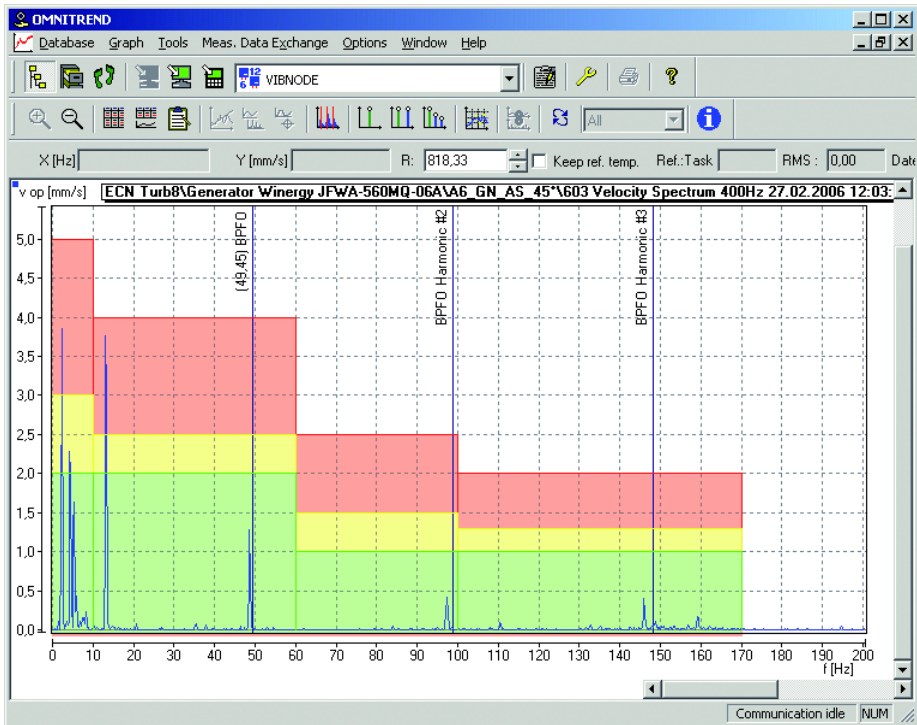 OMNITREND
Database Graph Tools Meas. Data Exchange Options Window Help
6 12 VIBNODE
All
X [Hz] Y [mm/s] R: 818,33 Keep ref. temp. Ref.:Task RMS : 0,00 Date
v op [mm/s] ECN Turb8\Generator Winergy JFWA-560MQ-06A\A6_GN_AS_45°\603 Velocity Spectrum 400Hz 27.02.2006 12:03:
(49,45) BPFO
BPFO Harmonic #2
BPFO Harmonic #3
5,0
4,5
4,0
3,5
3,0
2,5
2,0
1,5
1,0
0,5
0,0
0 10 20 30 40 50 60 70 80 90 100 110 120 130 140 150 160 170 180 190 200
f [Hz]
Communication idle NUM